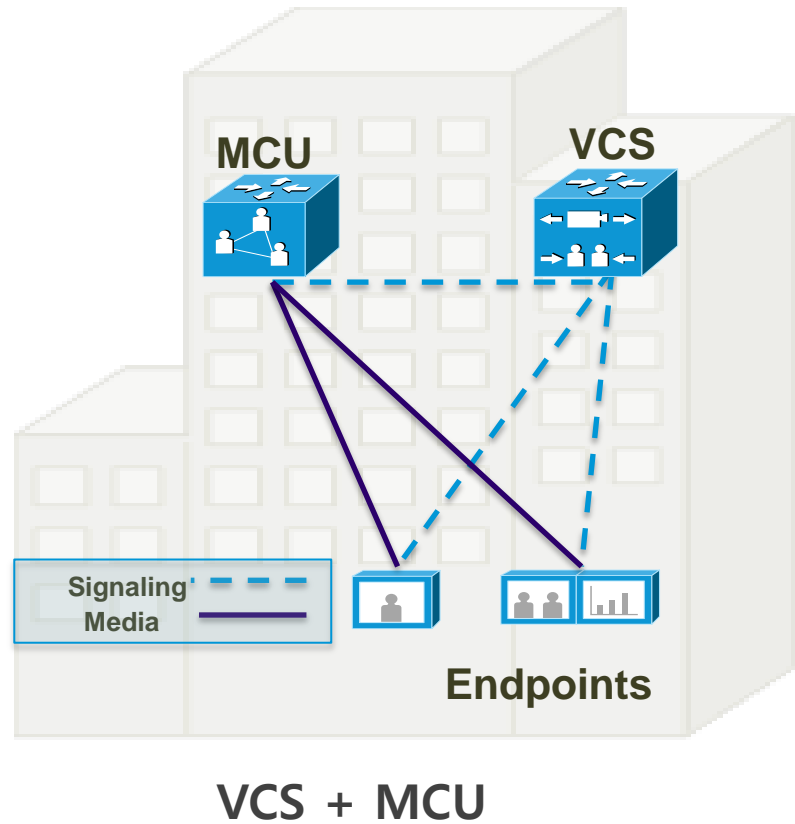 MCU
VCS
Signaling
Media
Endpoints
VCS + MCU